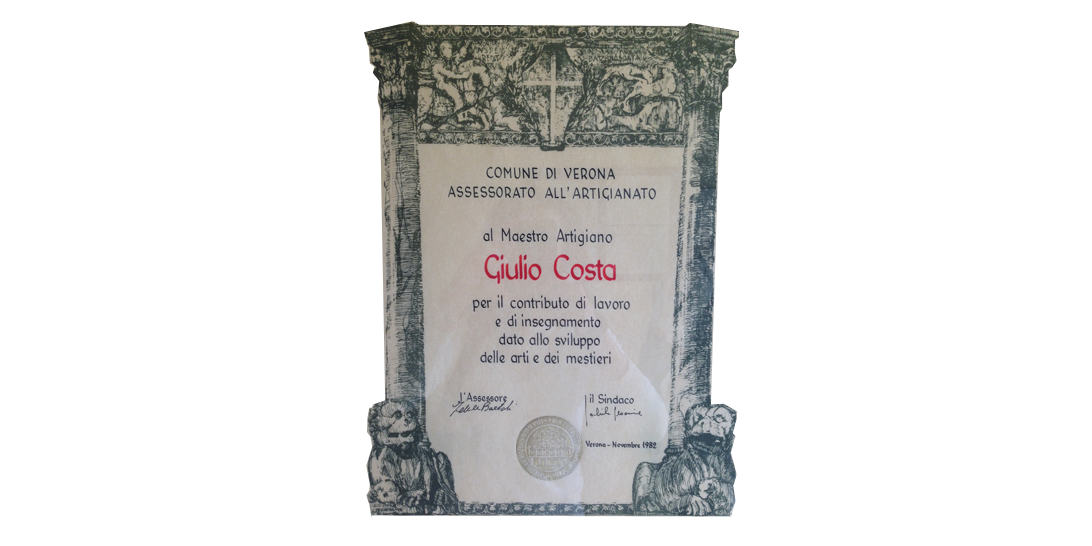 COMUNE DI VERONA
ASSESSORATO ALL'ARTIGIANATO
al Maestro Artigiano
Giulio Costa
per il contributo di lavoro
e di insegnamento
dato allo sviluppo
delle arti e dei mestieri
l'Assessore
il Sindaco
Verona - Novembre 1982